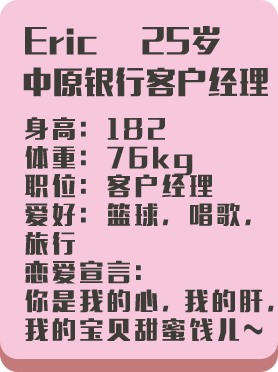 Eric 25岁
中原银行客户经理
身高：182
体重：76kg
职位：客户经理
爱好：篮球，唱歌，
旅行
恋爱宣言：
你是我的心，我的肝，
我的宝贝甜蜜饯儿～